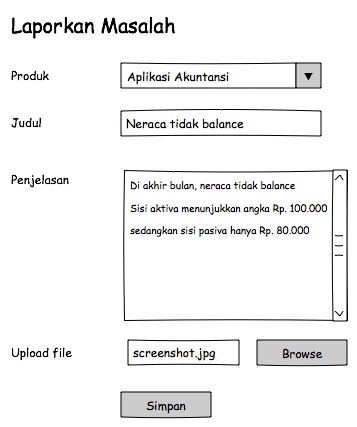 Laporkan Masalah
Produk
Aplikasi Akuntansi
Judul
Neraca tidak balance
Penjelasan
Di akhir bulan, neraca tidak balance
Sisi aktiva menunjukkan angka Rp. 100.000
sedangkan sisi pasiva hanya Rp. 80.000
Upload file
screenshot.jpg
Browse
Simpan